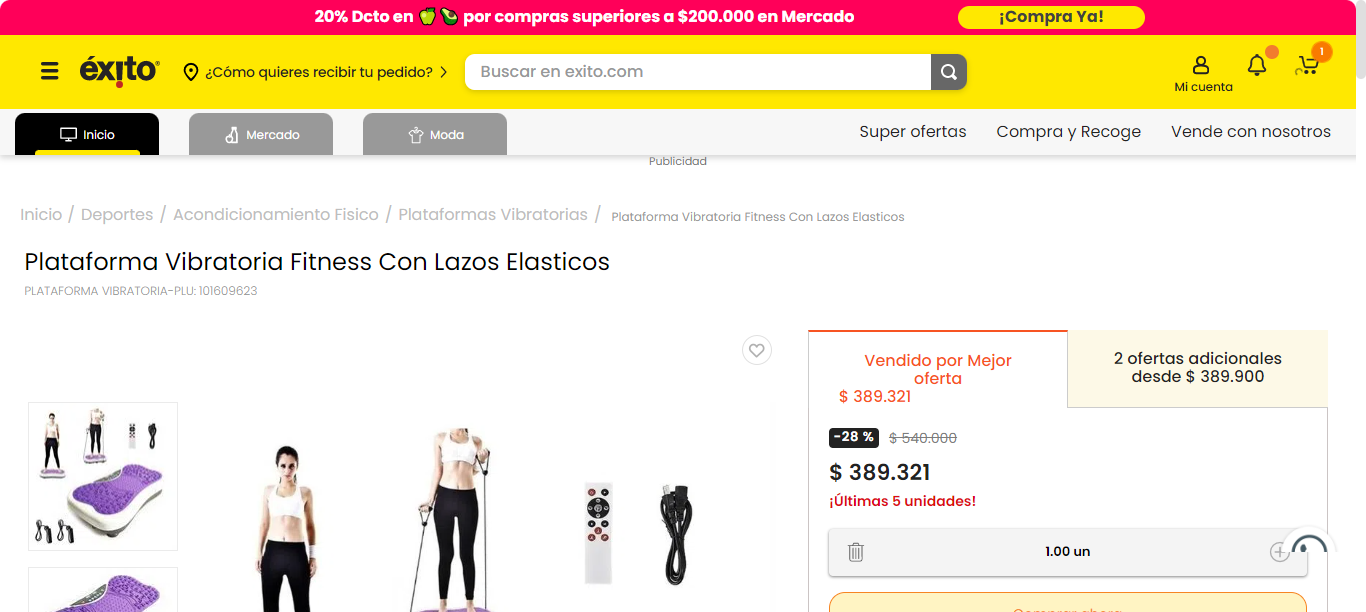 20% Dcto en por compras superiores a $200.000 en Mercado
¡Compra Ya!
éxito
¿Cómo quieres recibir tu pedido?
Buscar en exito.com
Mi cuenta
1
Inicio
Mercado
Moda
Super ofertas
Compra y Recoge
Vende con nosotros
Publicidad
Inicio / Deportes / Acondicionamiento Fisico / Plataformas Vibratorias / Plataforma Vibratoria Fitness Con Lazos Elasticos
Plataforma Vibratoria Fitness Con Lazos Elasticos
PLATAFORMA VIBRATORIA-PLU: 101609623
Vendido por Mejor
oferta
$ 389.321
2 ofertas adicionales
desde $ 389.900
-28 % $ 540.000
$ 389.321
¡Últimas 5 unidades!
1.00 un
Comprar ahora